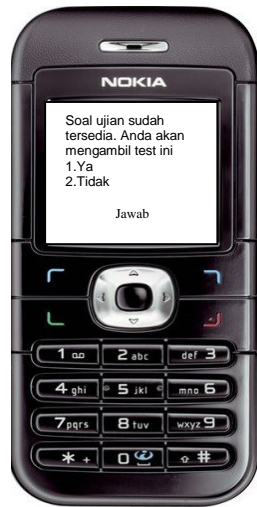 NOKIA
Soal ujian sudah
tersedia. Anda akan
mengambil test ini
1.Ya
2.Tidak
Jawab
1
2 abc
def 3
4 ghi
5 jkl
mno 6
7pqrs
8 tuv
wxyz 9
* +
0
#